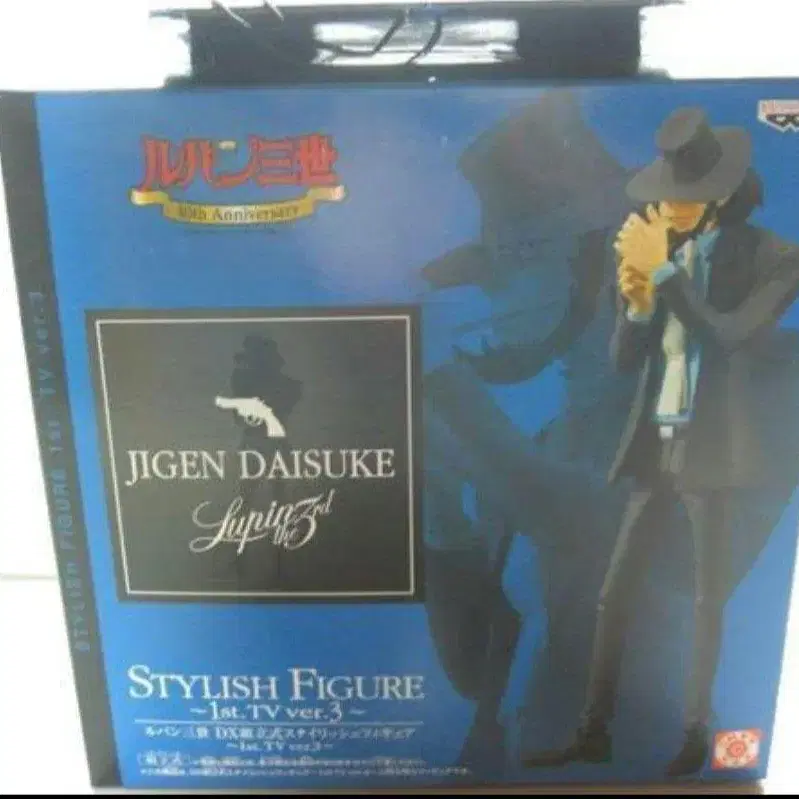 ルパン三世
40th Anniversary
STYLISH FIGURE 1st. TV ver.3
JIGEN DAISUKE
Lupin the 3rd
STYLISH FIGURE
~1st. TV ver.3~
ルパン三世 DX組立式スタイリッシュフィギュア
~1st. TV ver.3~